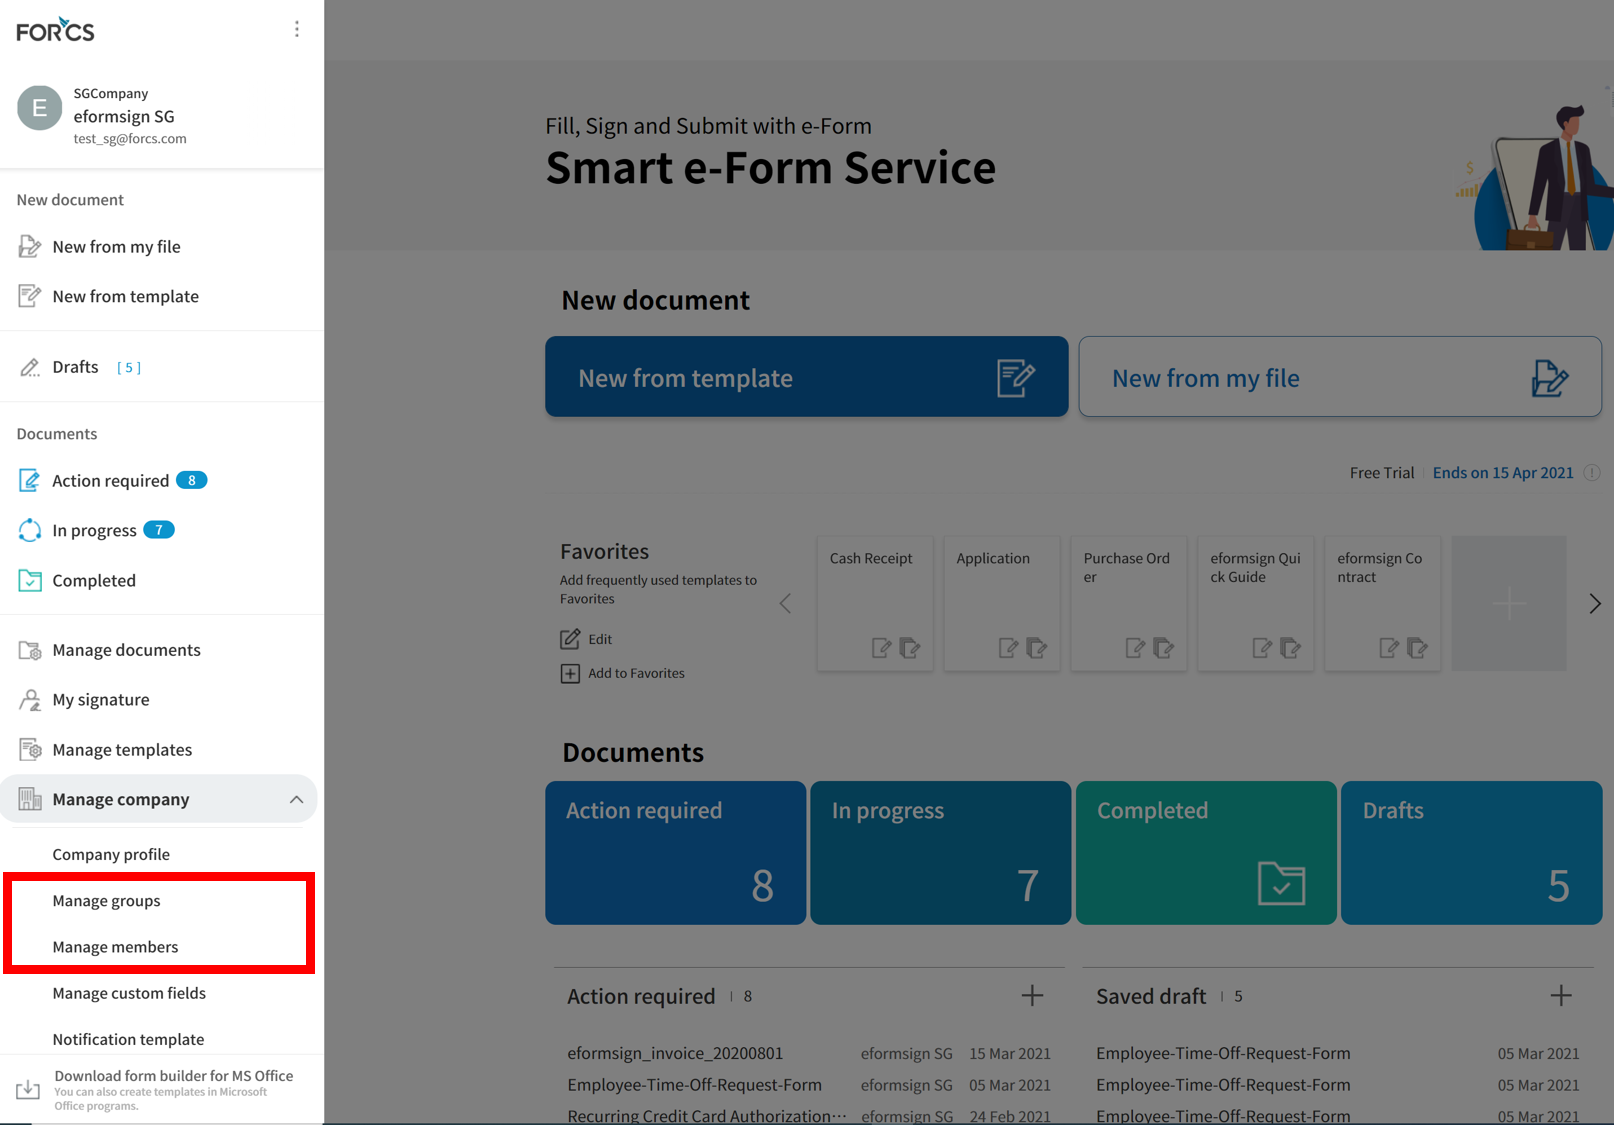 FORCS
E
SGCompany
eformsign SG
test_sg@forcs.com
New document
New from my file
New from template
Drafts [ 5 ]
Documents
Action required 8
In progress 7
Completed
Manage documents
My signature
Manage templates
Manage company
Company profile
Manage groups
Manage members
Manage custom fields
Notification template
Download form builder for MS Office
You can also create templates in Microsoft
Office programs.
Fill, Sign and Submit with e-Form
Smart e-Form Service
$
New document
New from template
New from my file
Free Trial Ends on 15 Apr 2021
Favorites
Add frequently used templates to
Favorites
Edit
Add to Favorites
Cash Receipt
Application
Purchase Ord
er
eformsign Qui
ck Guide
eformsign Co
ntract
Documents
Action required
8
In progress
7
Completed
Drafts
5
Action required 8
eformsign_invoice_20200801 eformsign SG 15 Mar 2021
Employee-Time-Off-Request-Form eformsign SG 05 Mar 2021
Recurring Credit Card Authorization··· eformsign SG 24 Feb 2021
Saved draft 5
Employee-Time-Off-Request-Form 05 Mar 2021
Employee-Time-Off-Request-Form 05 Mar 2021
Employee-Time-Off-Request-Form 05 Mar 2021